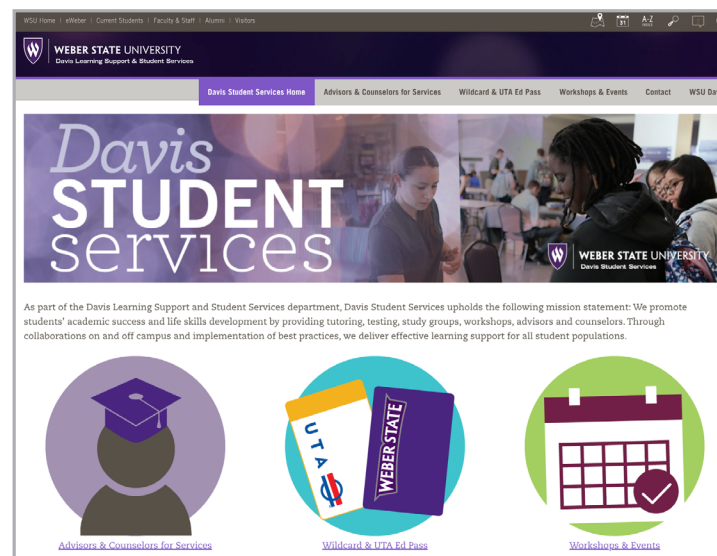 WSU Home | eWeber | Current Students | Faculty & Staff | Alumni | Visitors
31 A-Z INDEX
WEBER STATE UNIVERSITY
Davis Learning Support & Student Services
Davis Student Services Home Advisors & Counselors for Services Wildcard & UTA Ed Pass Workshops & Events Contact WSU Da
Davis
STUDENT
services
WEBER STATE UNIVERSITY
Davis Student Services
As part of the Davis Learning Support and Student Services department, Davis Student Services upholds the following mission statement: We promote
students' academic success and life skills development by providing tutoring, testing, study groups, workshops, advisors and counselors. Through
collaborations on and off campus and implementation of best practices, we deliver effective learning support for all student populations.
UTA
WEBER STATE
Advisors & Counselors for Services Wildcard & UTA Ed Pass Workshops & Events